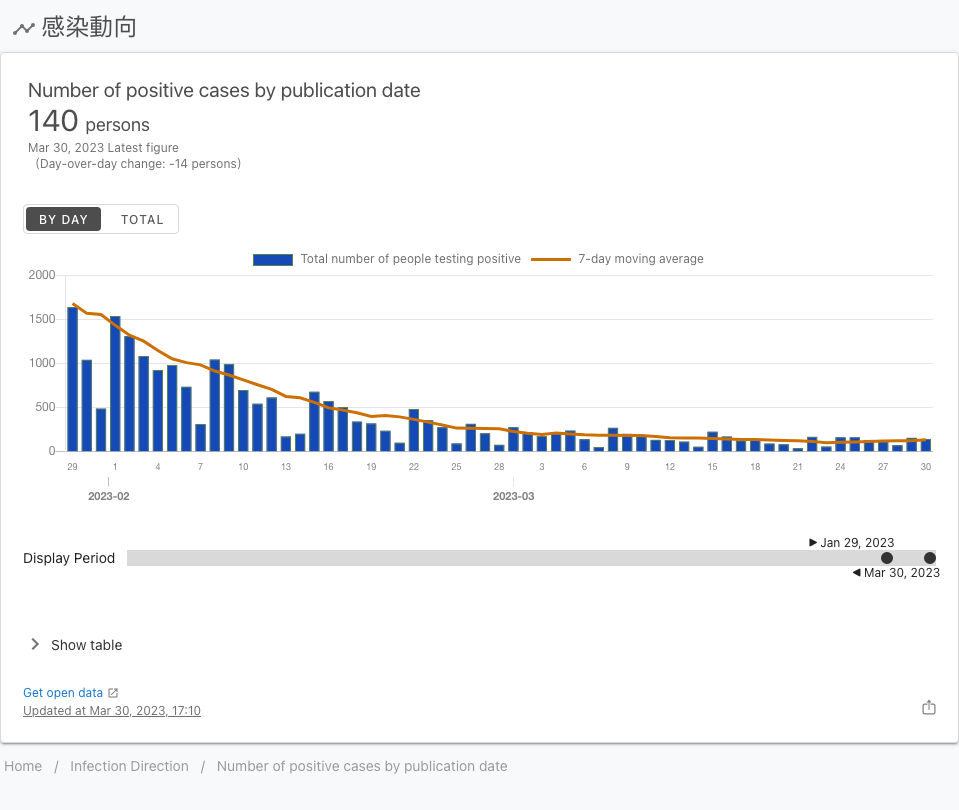 感染動向
Number of positive cases by publication date
140 persons
Mar 30, 2023 Latest figure
(Day-over-day change: -14 persons)
BY DAY TOTAL
Total number of people testing positive 7-day moving average
2000
1500
1000
500
0
29 1 4 7 10 13 16 19 22 25 28 3 6 9 12 15 18 21 24 27 30
2023-02 2023-03
▶ Jan 29, 2023
Display Period
◀ Mar 30, 2023
Show table
Get open data
Updated at Mar 30, 2023, 17:10
Home / Infection Direction / Number of positive cases by publication date